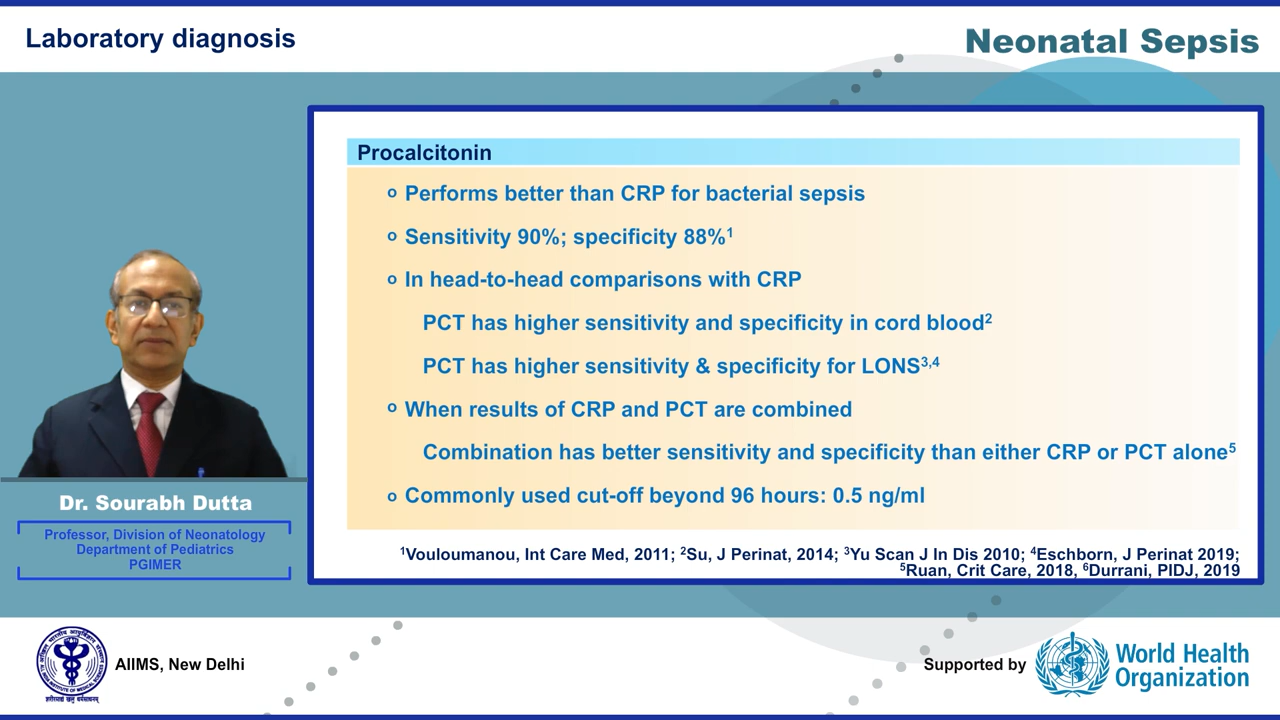 Laboratory diagnosis
Neonatal Sepsis
Procalcitonin
o Performs better than CRP for bacterial sepsis
o Sensitivity 90%; specificity 88%¹
o In head-to-head comparisons with CRP
PCT has higher sensitivity and specificity in cord blood²
PCT has higher sensitivity & specificity for LONS³,⁴
o When results of CRP and PCT are combined
Combination has better sensitivity and specificity than either CRP or PCT alone⁵
o Commonly used cut-off beyond 96 hours: 0.5 ng/ml
¹Vouloumanou, Int Care Med, 2011; ²Su, J Perinat, 2014; ³Yu Scan J In Dis 2010; ⁴Eschborn, J Perinat 2019;
⁵Ruan, Crit Care, 2018, ⁶Durrani, PIDJ, 2019
Dr. Sourabh Dutta
Professor, Division of Neonatology
Department of Pediatrics
PGIMER
AIIMS, New Delhi
Supported by
World Health
Organization